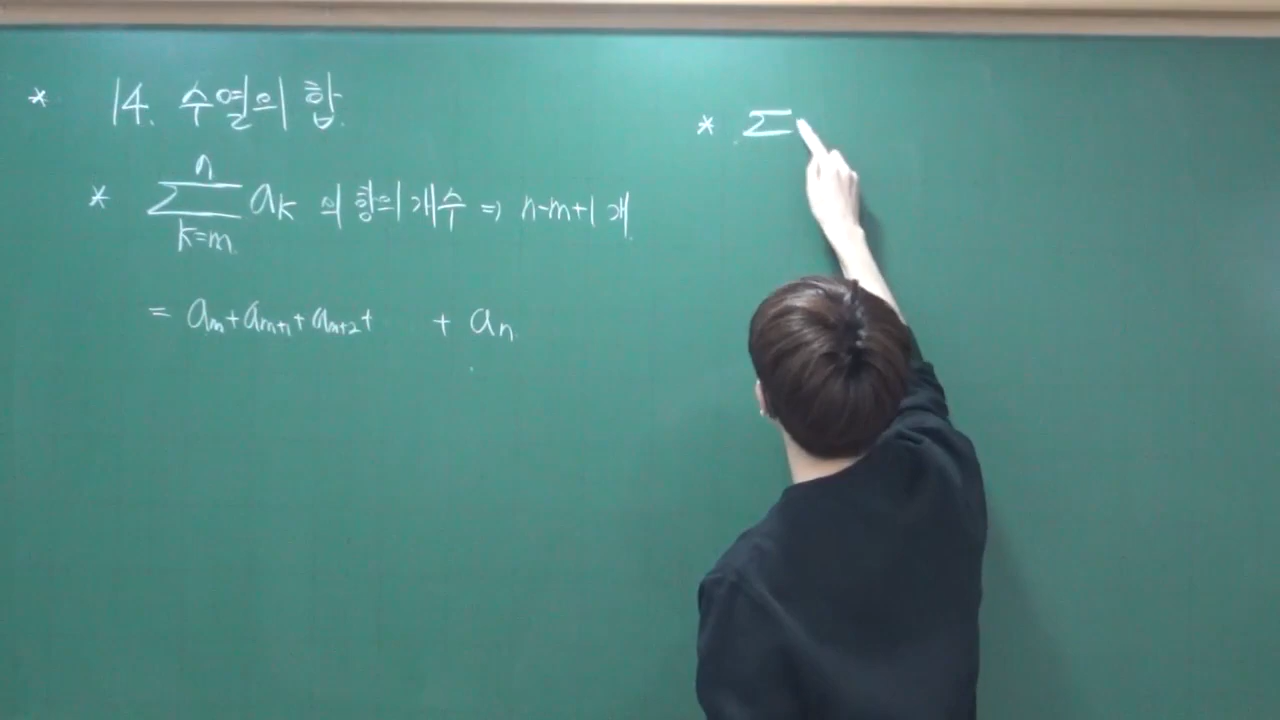 * 14. 수열의 합.
* \sum_{k=m}^{n} a_k 의 항의 개수 ⇒ n-m+1 개.
= a_m + a_{m+1} + a_{m+2} + + a_n.
* Σ